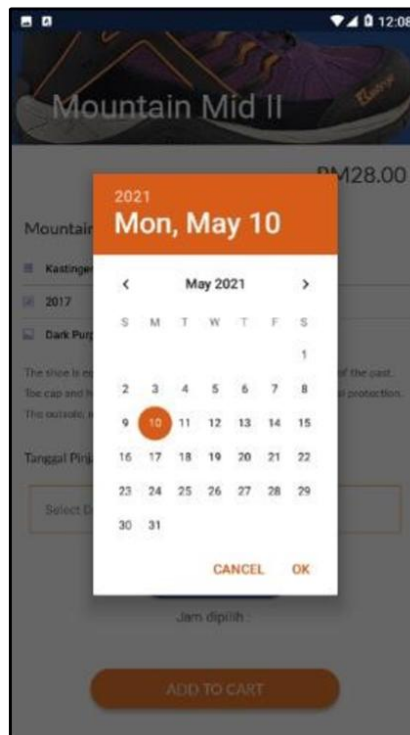 12:08
Mountain Mid II
RM28.00
2021
Mon, May 10
Mountain
Kastinger
2017
Dark Purp
May 2021
S M T W T F S
1
2 3 4 5 6 7 8
9 10 11 12 13 14 15
16 17 18 19 20 21 22
23 24 25 26 27 28 29
30 31
The shoe is
of the past.
Toe cap and
protection.
The outsole,
Tanggal Pinj
Select D
CANCEL OK
Jam dipilih :
ADD TO CART